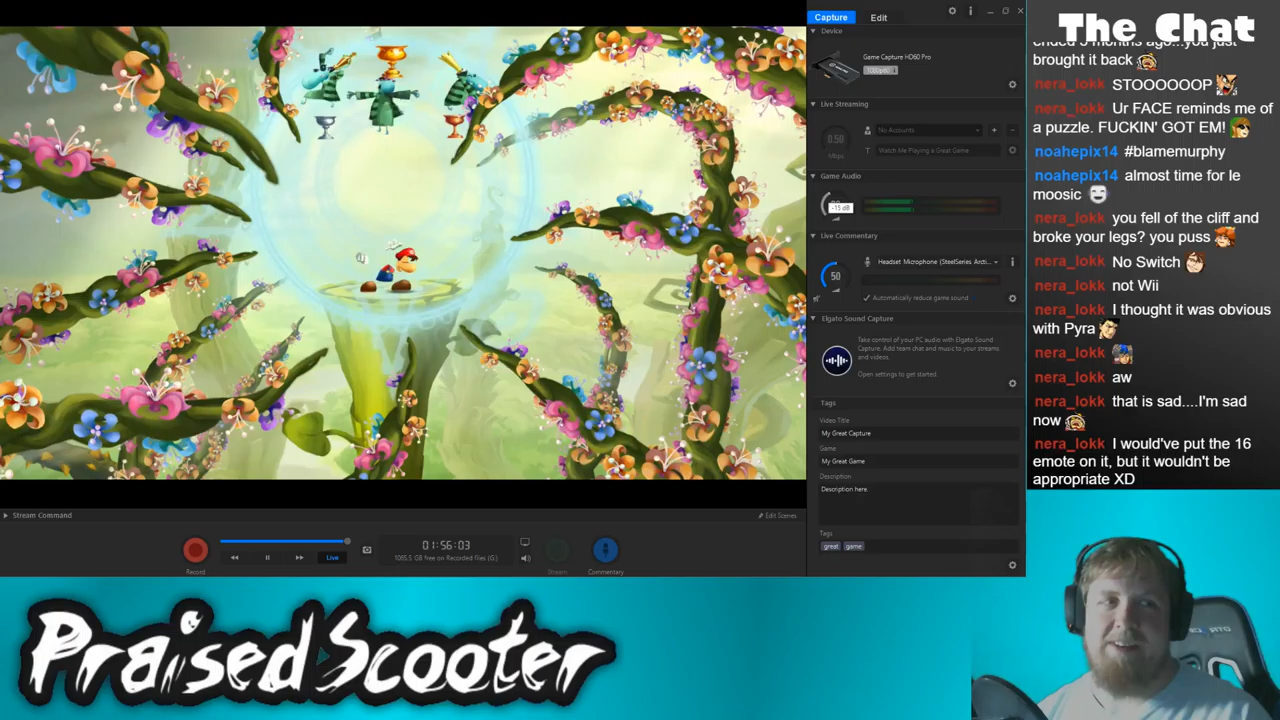 Capture
Edit
Device
Game Capture HD60 Pro
1080p60
Live Streaming
0.50
Mbps
No Accounts
Watch Me Playing a Great Game
Game Audio
-15 dB
Live Commentary
50
Headset Microphone (SteelSeries Arcti...
Automatically reduce game sound
Elgato Sound Capture
Take control of your PC audio with Elgato Sound
Capture. Add team chat and music to your streams
and videos.
Open settings to get started.
Tags
Video Title
My Great Capture
Game
My Great Game
Description
Description here.
Tags
great game
Stream Command
Edit Scenes
Record
Live
01:56:03
Stream
Commentary
The Chat
ended 5 months ago...you just
brought it back
nera_lokk STOOOOOOP
nera_lokk Ur FACE reminds me
of a puzzle. FUCKIN' GOT EM!
noahepix14 #blamemurphy
noahepix14 almost time for le
moosic
nera_lokk you fell of the cliff and
broke your legs? you puss
nera_lokk No Switch
nera_lokk not Wii
nera_lokk I thought it was obvious
with Pyra
nera_lokk
nera_lokk aw
nera_lokk that is sad....I'm sad
now
nera_lokk I would've put the 16
emote on it, but it wouldn't be
appropriate XD
PraisedScooter